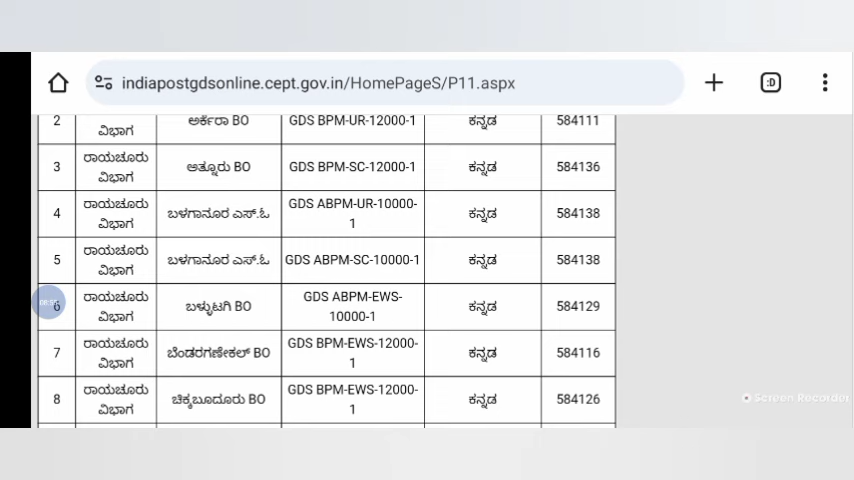 indiapostgdsonline.cept.gov.in/HomePageS/P11.aspx
:D
2 ವಿಭಾಗ ಅರ್ಕೆರಾ BO GDS BPM-UR-12000-1 ಕನ್ನಡ 584111
3 ರಾಯಚೂರು ವಿಭಾಗ ಅತ್ನೂರು BO GDS BPM-SC-12000-1 ಕನ್ನಡ 584136
4 ರಾಯಚೂರು ವಿಭಾಗ ಬಳಗಾನೂರ ಎಸ್.ಓ GDS ABPM-UR-10000-1 ಕನ್ನಡ 584138
5 ರಾಯಚೂರು ವಿಭಾಗ ಬಳಗಾನೂರ ಎಸ್.ಓ GDS ABPM-SC-10000-1 ಕನ್ನಡ 584138
6 ರಾಯಚೂರು ವಿಭಾಗ ಬಳ್ಳುಟಗಿ BO GDS ABPM-EWS-10000-1 ಕನ್ನಡ 584129
7 ರಾಯಚೂರು ವಿಭಾಗ ಬೆಂಡರಗಣೇಕಲ್ BO GDS BPM-EWS-12000-1 ಕನ್ನಡ 584116
8 ರಾಯಚೂರು ವಿಭಾಗ ಚಿಕ್ಕಬೂದೂರು BO GDS BPM-EWS-12000-1 ಕನ್ನಡ 584126
Screen Recorder